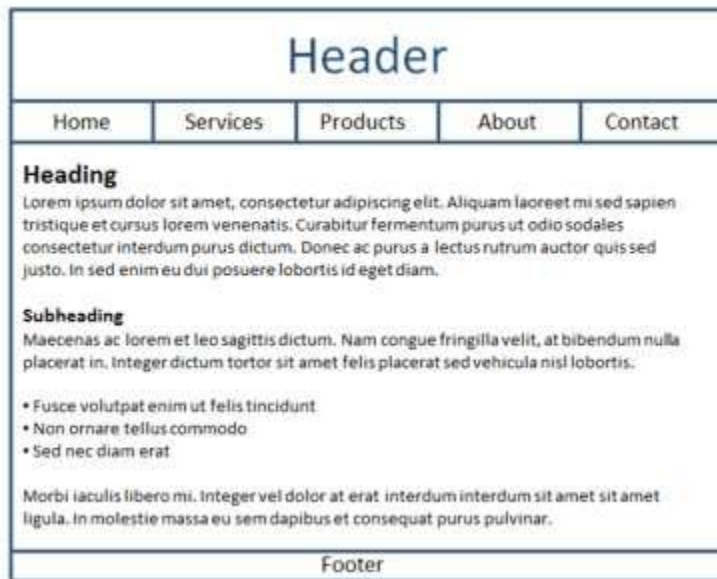 Header
Home Services Products About Contact
Heading
Lorem ipsum dolor sit amet, consectetur adipiscing elit. Aliquam laoreet mi sed sapien
tristique et cursus lorem venenatis. Curabitur fermentum purus ut odio sodales
consectetur interdum purus dictum. Donec ac purus a lectus rutrum auctor quis sed
justo. In sed enim eu dui posuere lobortis id eget diam.
Subheading
Maecenas ac lorem et leo sagittis dictum. Nam congue fringilla velit, at bibendum nulla
placerat in. Integer dictum tortor sit amet felis placerat sed vehicula nisl lobortis.
• Fusce volutpat enim ut felis tincidunt
• Non ornare tellus commodo
• Sed nec diam erat
Morbi iaculis libero mi. Integer vel dolor at erat interdum interdum sit amet sit amet
ligula. In molestie massa eu sem dapibus et consequat purus pulvinar.
Footer